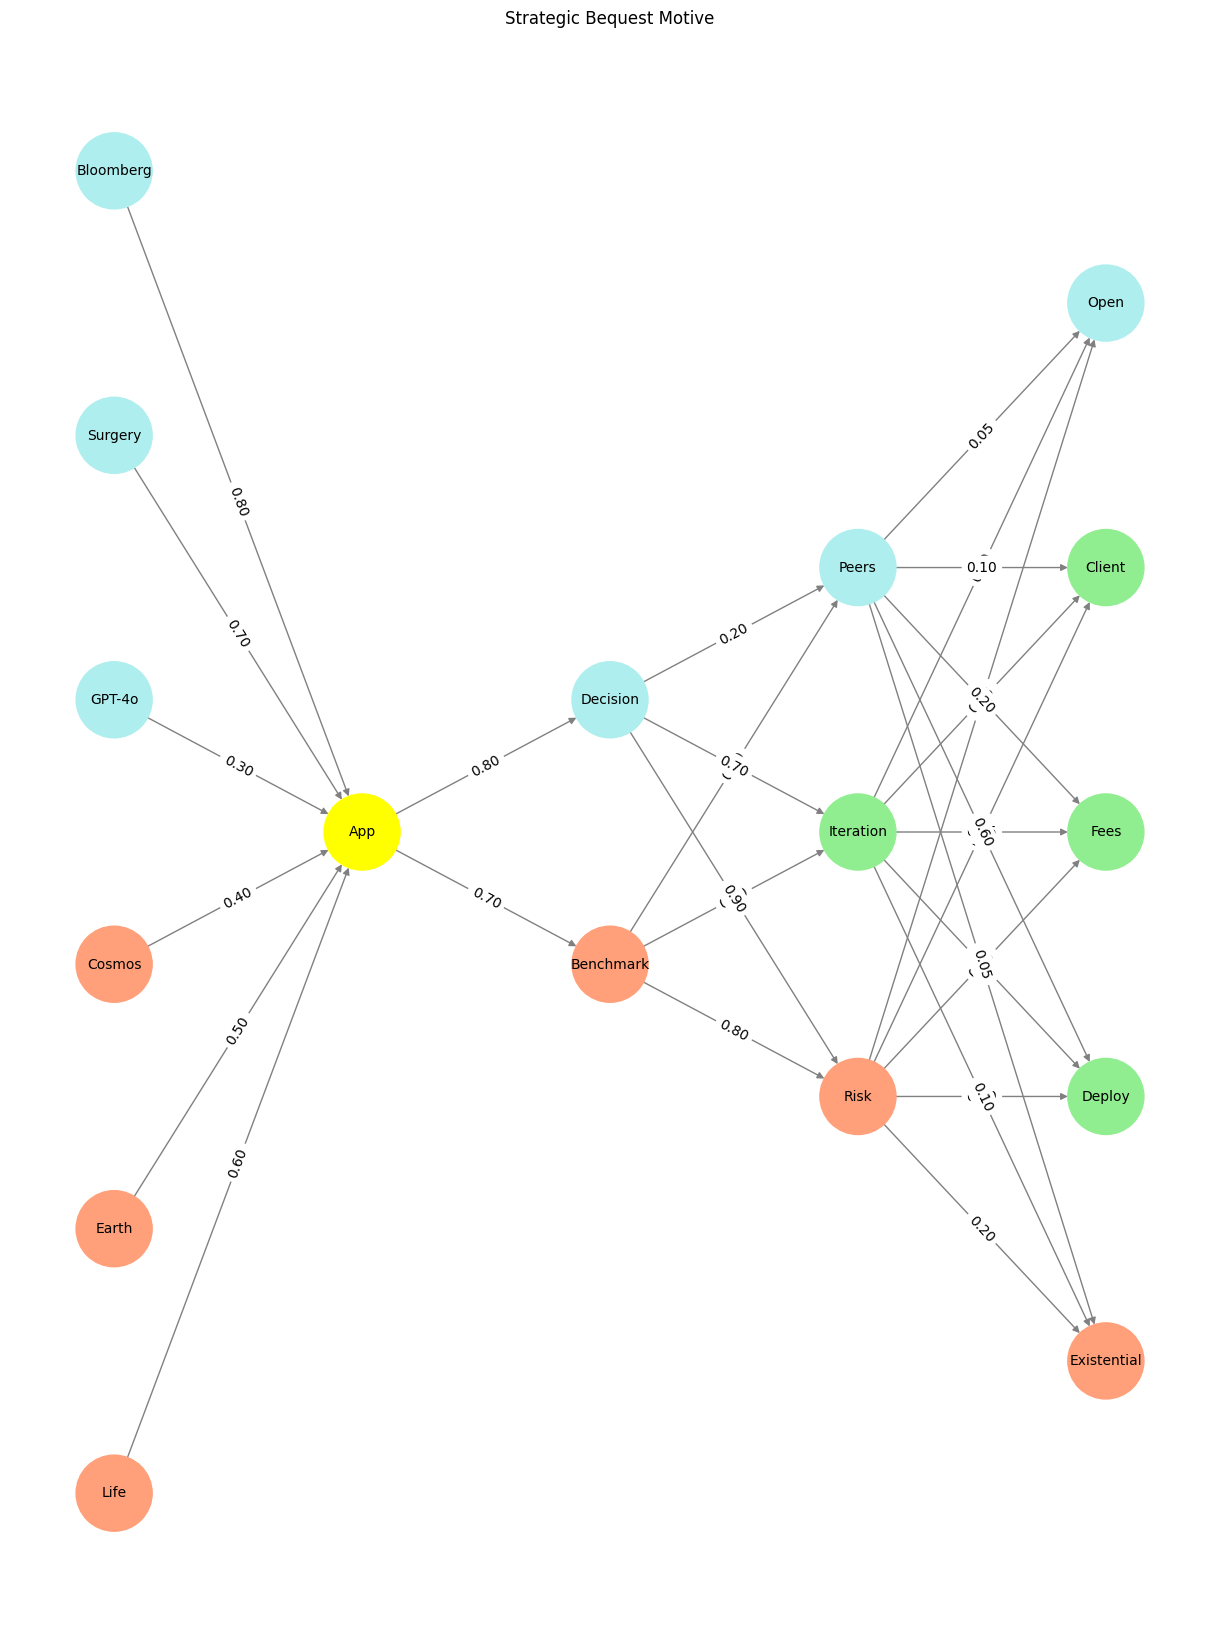 Strategic Bequest Motive
Bloomberg
Open
Surgery
0.05
0.80
Peers
0.10
Client
0.70
0.20
GPT-4o
Decision
0.20
0.30
0.80
0.70
App
Iteration
0.60
Fees
0.40
0.70
0.90
Cosmos
Benchmark
0.05
0.50
0.80
Risk
0.10
Deploy
0.60
Earth
0.20
Existential
Life